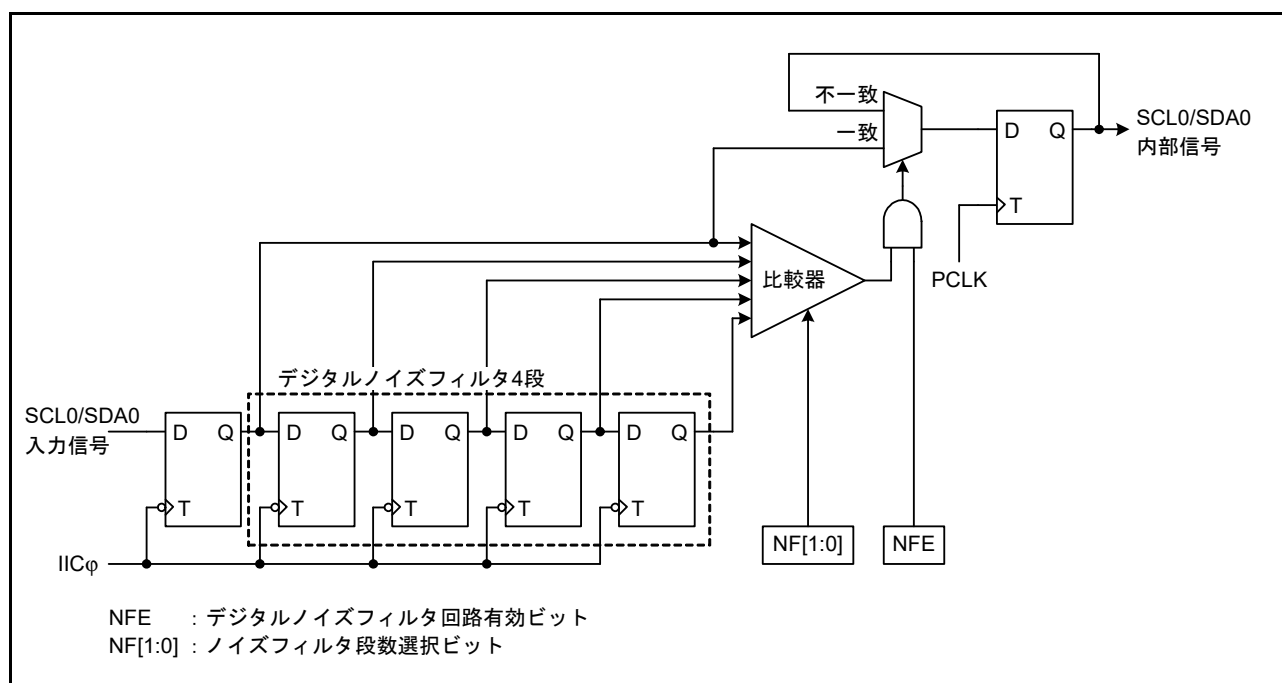 不一致
一致
D Q
T
SCL0/SDA0
内部信号
PCLK
比較器
デジタルノイズフィルタ4段
SCL0/SDA0
入力信号
D Q
T
D Q
T
D Q
T
D Q
T
D Q
T
NF[1:0]
NFE
IICφ
NFE : デジタルノイズフィルタ回路有効ビット
NF[1:0] : ノイズフィルタ段数選択ビット